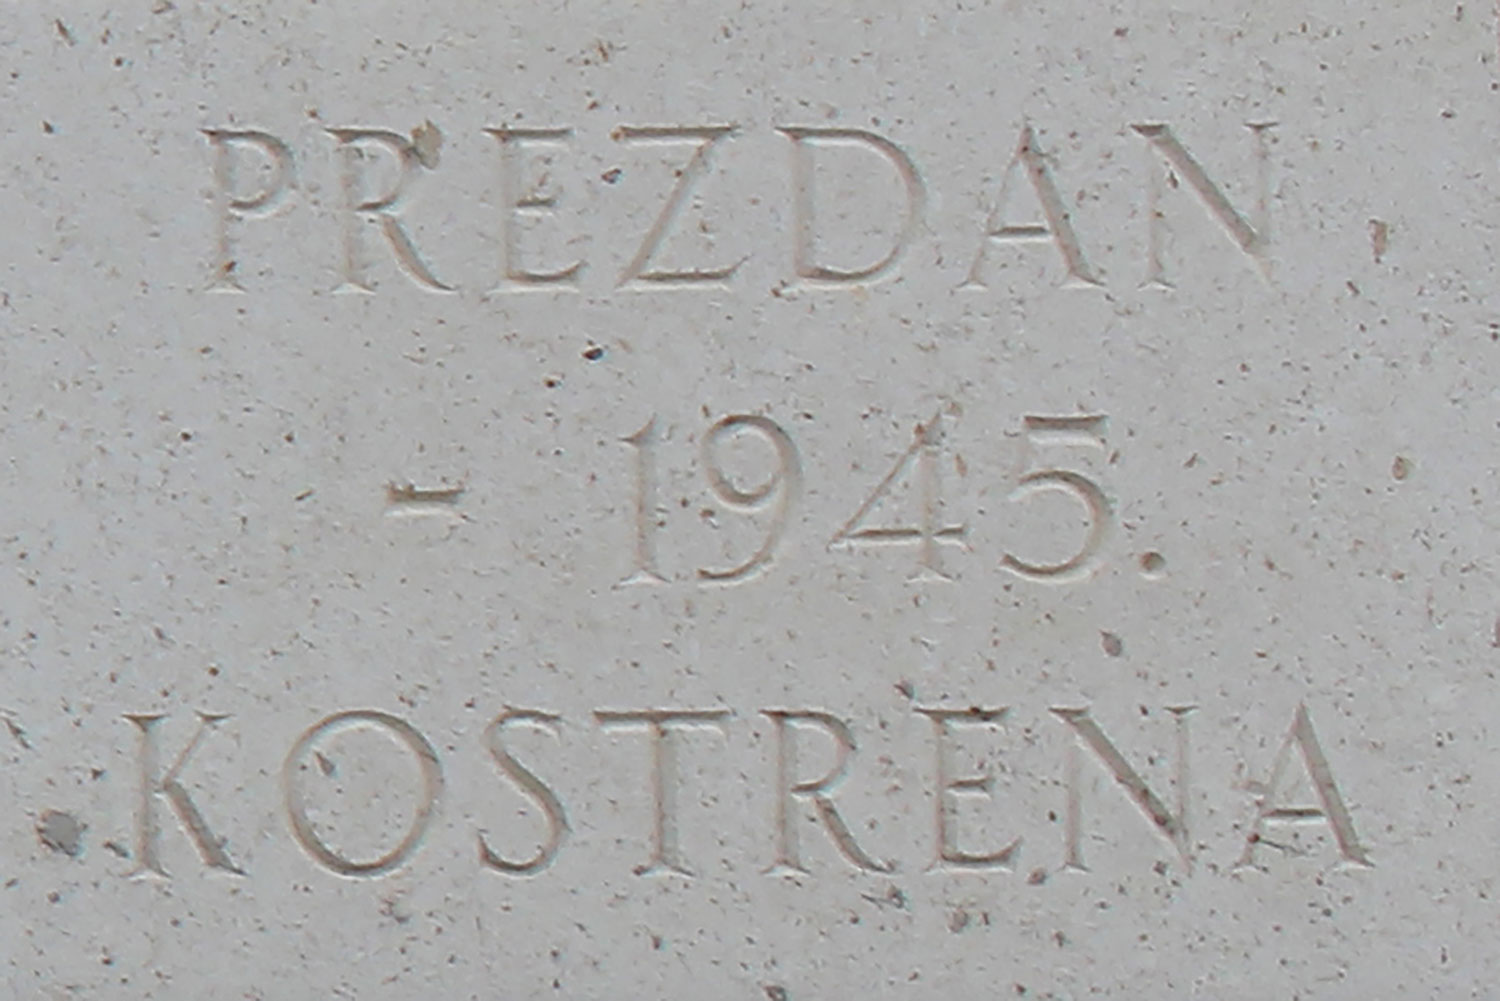 PREZDAN
- 1945.
KOSTRENA